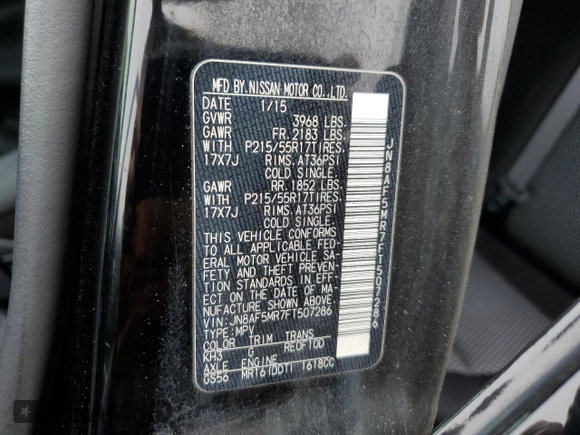 MFD.BY.NISSAN MOTOR CO.,LTD.
DATE 1/15
GVWR 3968 LBS.
GAWR FR. 2183 LBS.
WITH P215/55R17TIRES.
17X7J RIMS.AT36PSI
COLD SINGLE.
GAWR RR. 1852 LBS.
WITH P215/55R17TIRES.
17X7J RIMS.AT36PSI
COLD SINGLE.
THIS VEHICLE CONFORMS
TO ALL APPLICABLE FED-
ERAL MOTOR VEHICLE SA-
FETY AND THEFT PREVEN-
TION STANDARDS IN EFF-
ECT ON THE DATE OF MA-
NUFACTURE SHOWN ABOVE.
VIN:JN8AF5MR7FT507286
TYPE:MPV
COLOR TRIM TRANS
KH3 G RE0F10D
AXLE ENGINE
GS56 MR16(DDT) 1618CC
JN8AF5MR7FT507286